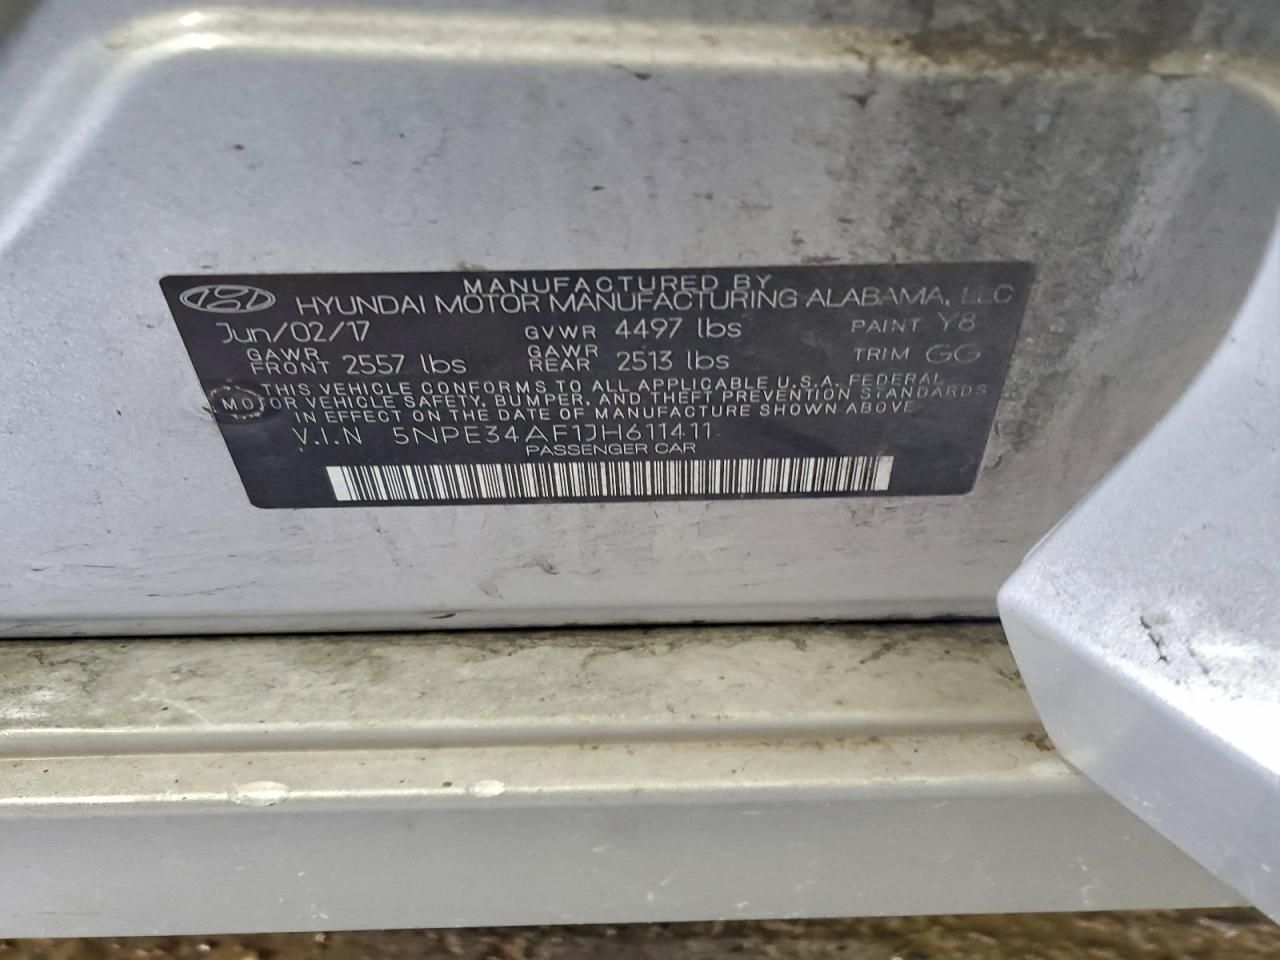 MANUFACTURED BY
HYUNDAI MOTOR MANUFACTURING ALABAMA, LLC
Jun/02/17 GVWR 4497 lbs PAINT Y8
GAWR FRONT 2557 lbs GAWR REAR 2513 lbs TRIM GG
THIS VEHICLE CONFORMS TO ALL APPLICABLE U.S.A. FEDERAL
MOTOR VEHICLE SAFETY, BUMPER, AND THEFT PREVENTION STANDARDS
IN EFFECT ON THE DATE OF MANUFACTURE SHOWN ABOVE
V.I.N 5NPE34AF1JH611411
PASSENGER CAR